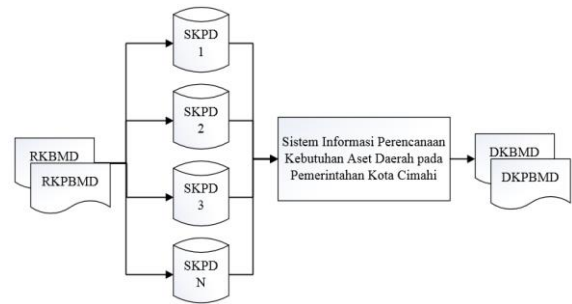 RKBMD
RKPBMD
SKPD
1
SKPD
2
SKPD
3
SKPD
N
Sistem Informasi Perencanaan
Kebutuhan Aset Daerah pada
Pemerintahan Kota Cimahi
DKBMD
DKPBMD